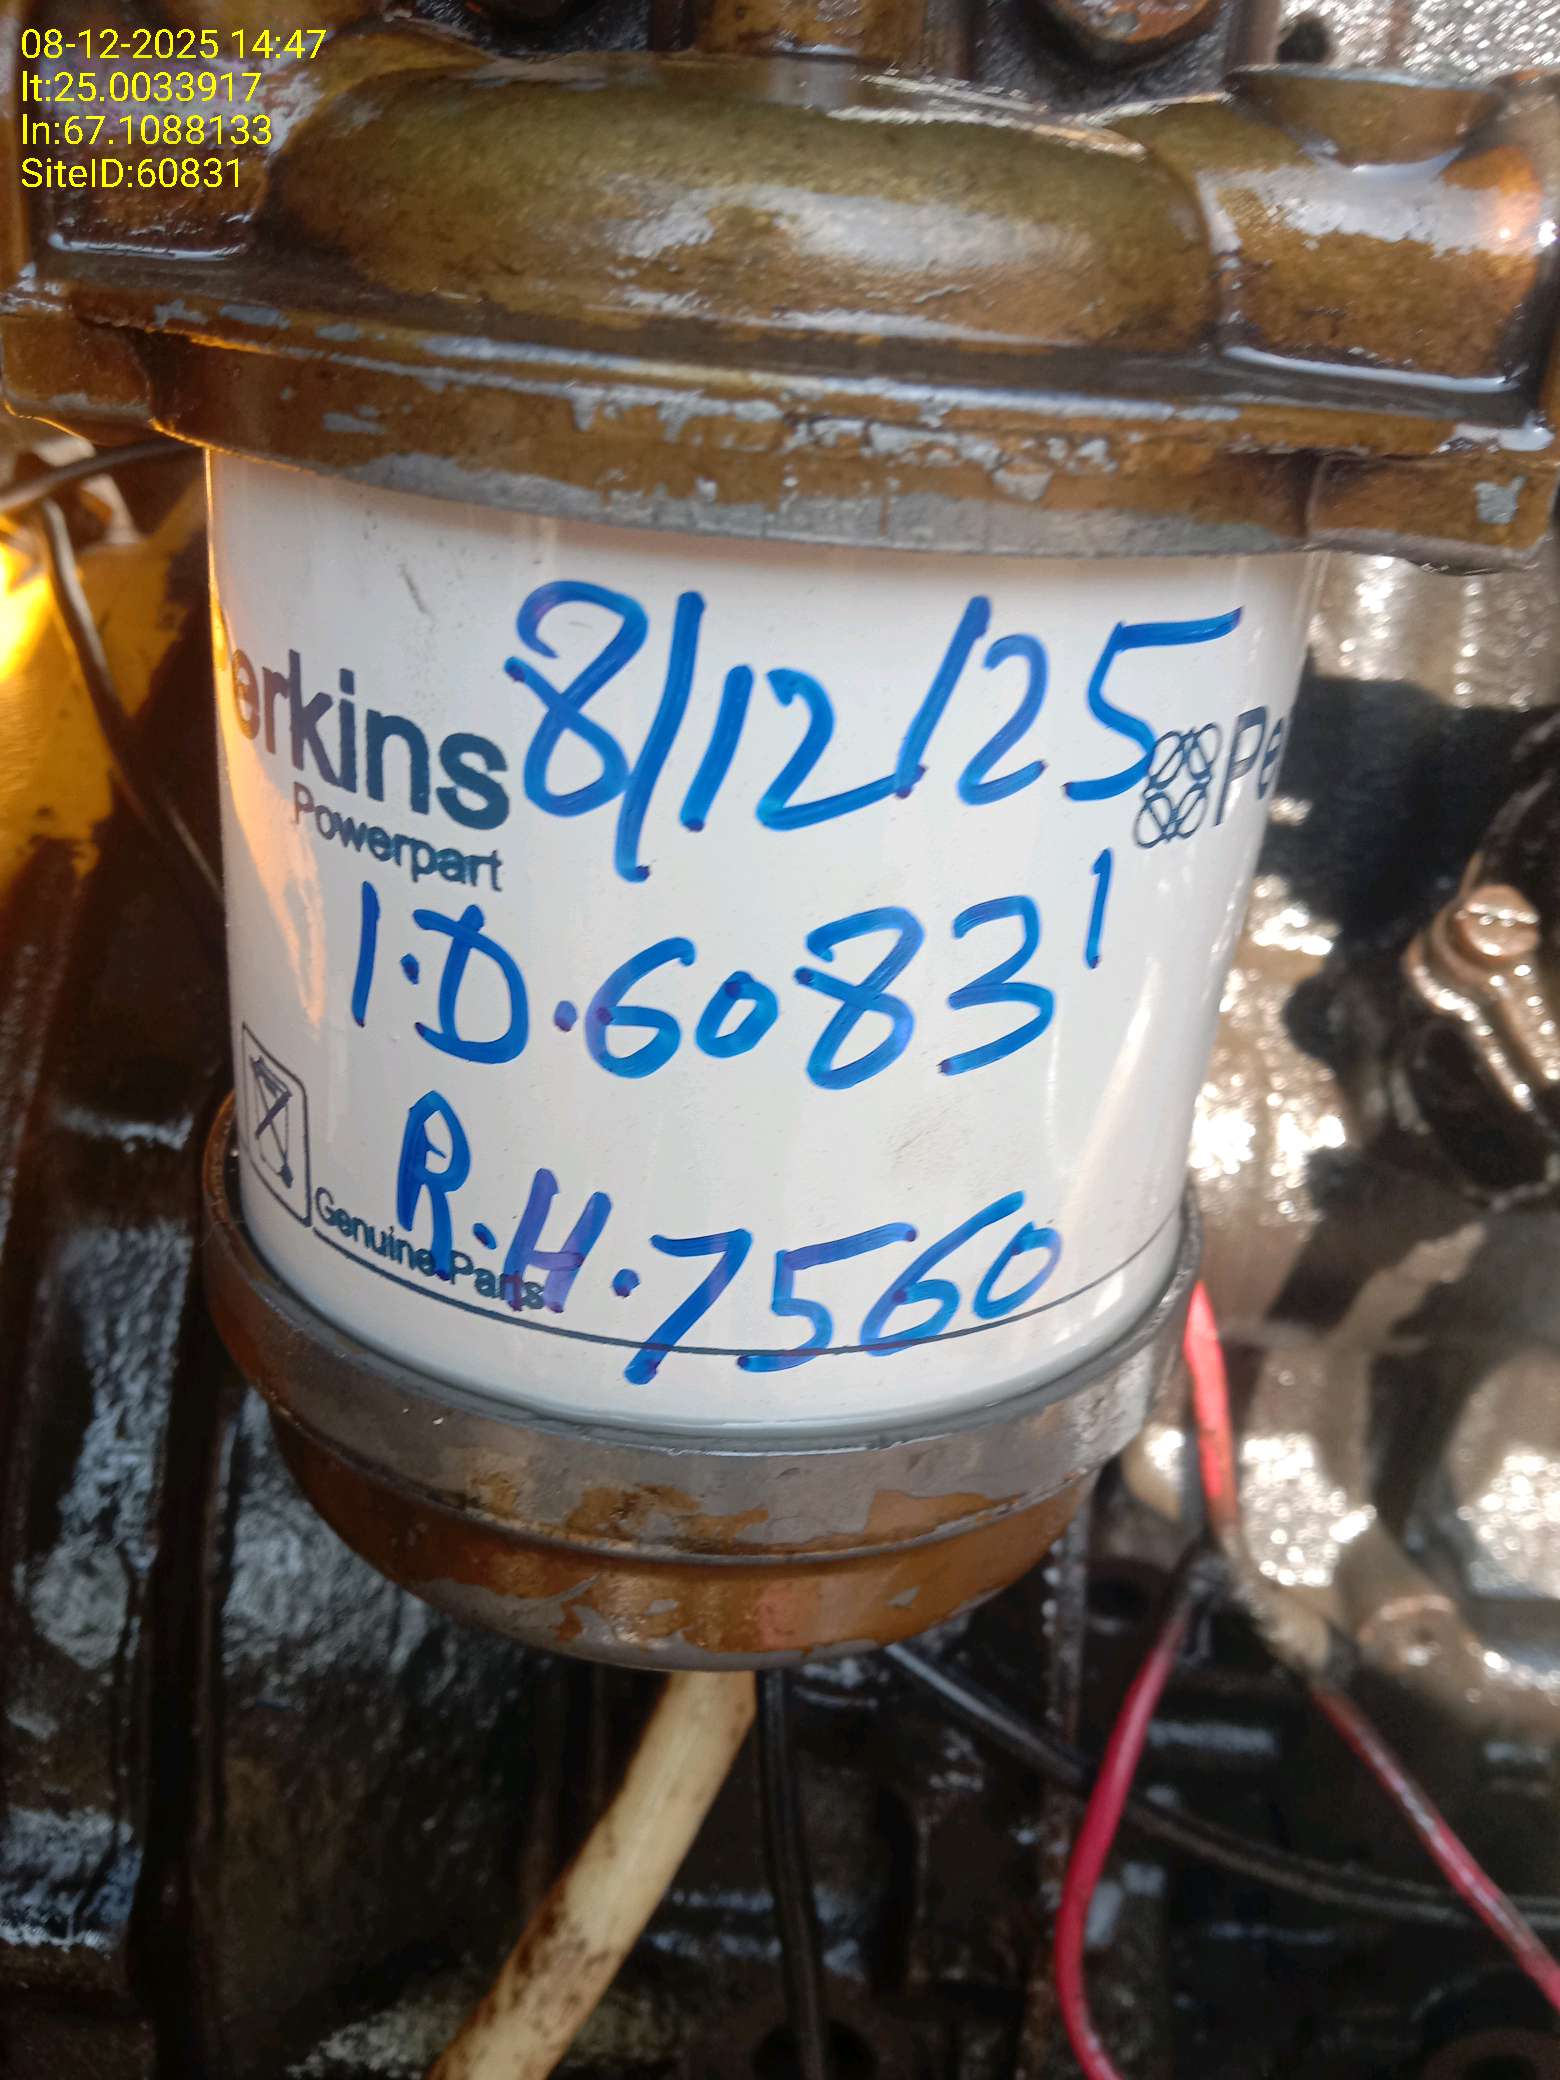 08-12-2025 14:47
lt:25.0033917
ln:67.1088133
SiteID:60831
8/12/25
erkins
Powerpart
Pe
I.D.60831
R.H.7560
Genuine Parts